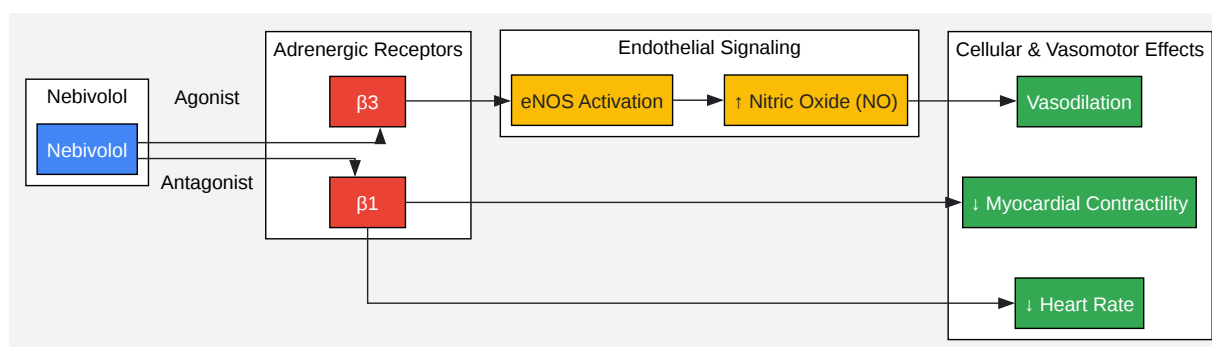 Nebivolol
Nebivolol
Agonist
Antagonist
Adrenergic Receptors
β3
β1
Endothelial Signaling
eNOS Activation
↑ Nitric Oxide (NO)
Cellular & Vasomotor Effects
Vasodilation
↓ Myocardial Contractility
↓ Heart Rate